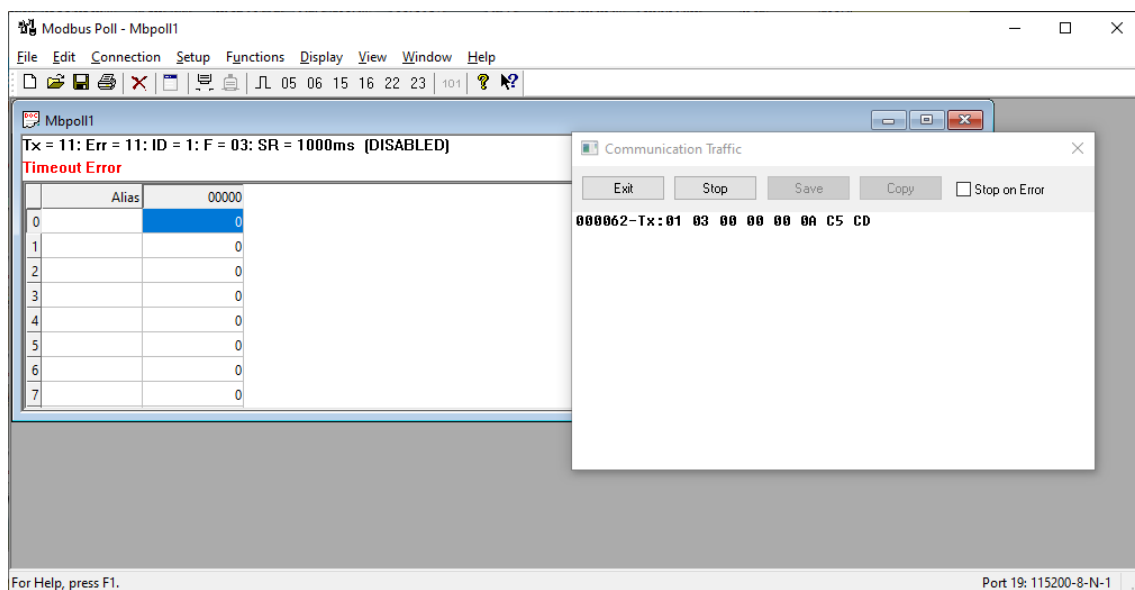 Modbus Poll - Mbpoll1
File Edit Connection Setup Functions Display View Window Help
05 06 15 16 22 23 101
Mbpoll1
Tx = 11: Err = 11: ID = 1: F = 03: SR = 1000ms (DISABLED)
Timeout Error
Alias 00000
0 0
1 0
2 0
3 0
4 0
5 0
6 0
7 0
Communication Traffic
Exit Stop Save Copy Stop on Error
000062-Tx:01 03 00 00 00 0A C5 CD
For Help, press F1.
Port 19: 115200-8-N-1